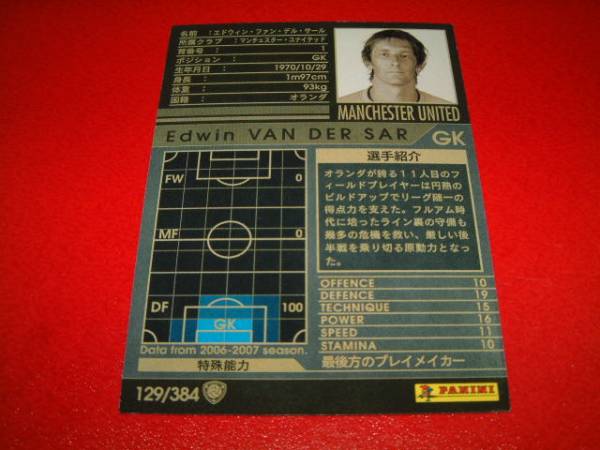 名前：エドウィン・ファン・デル・サール
所属クラブ：マンチェスター・ユナイテッド
背番号： 1
ポジション： GK
生年月日： 1970/10/29
身長： 1m97cm
体重： 93kg
国籍： オランダ
MANCHESTER UNITED
Edwin VAN DER SAR GK
FW 0
MF 0
DF 100
GK
Data from 2006-2007 season.
選手紹介
オランダが誇る11人目のフ
ィールドプレイヤーは円熟の
ビルドアップでリーグ随一の
得点力を支えた。フルアム時
代に培ったライン裏の守備も
幾多の危機を救い、厳しい後
半戦を乗り切る原動力となっ
た。
OFFENCE 10
DEFENCE 19
TECHNIQUE 15
POWER 16
SPEED 11
STAMINA 10
特殊能力 最後方のプレイメイカー
129/384
PANINI